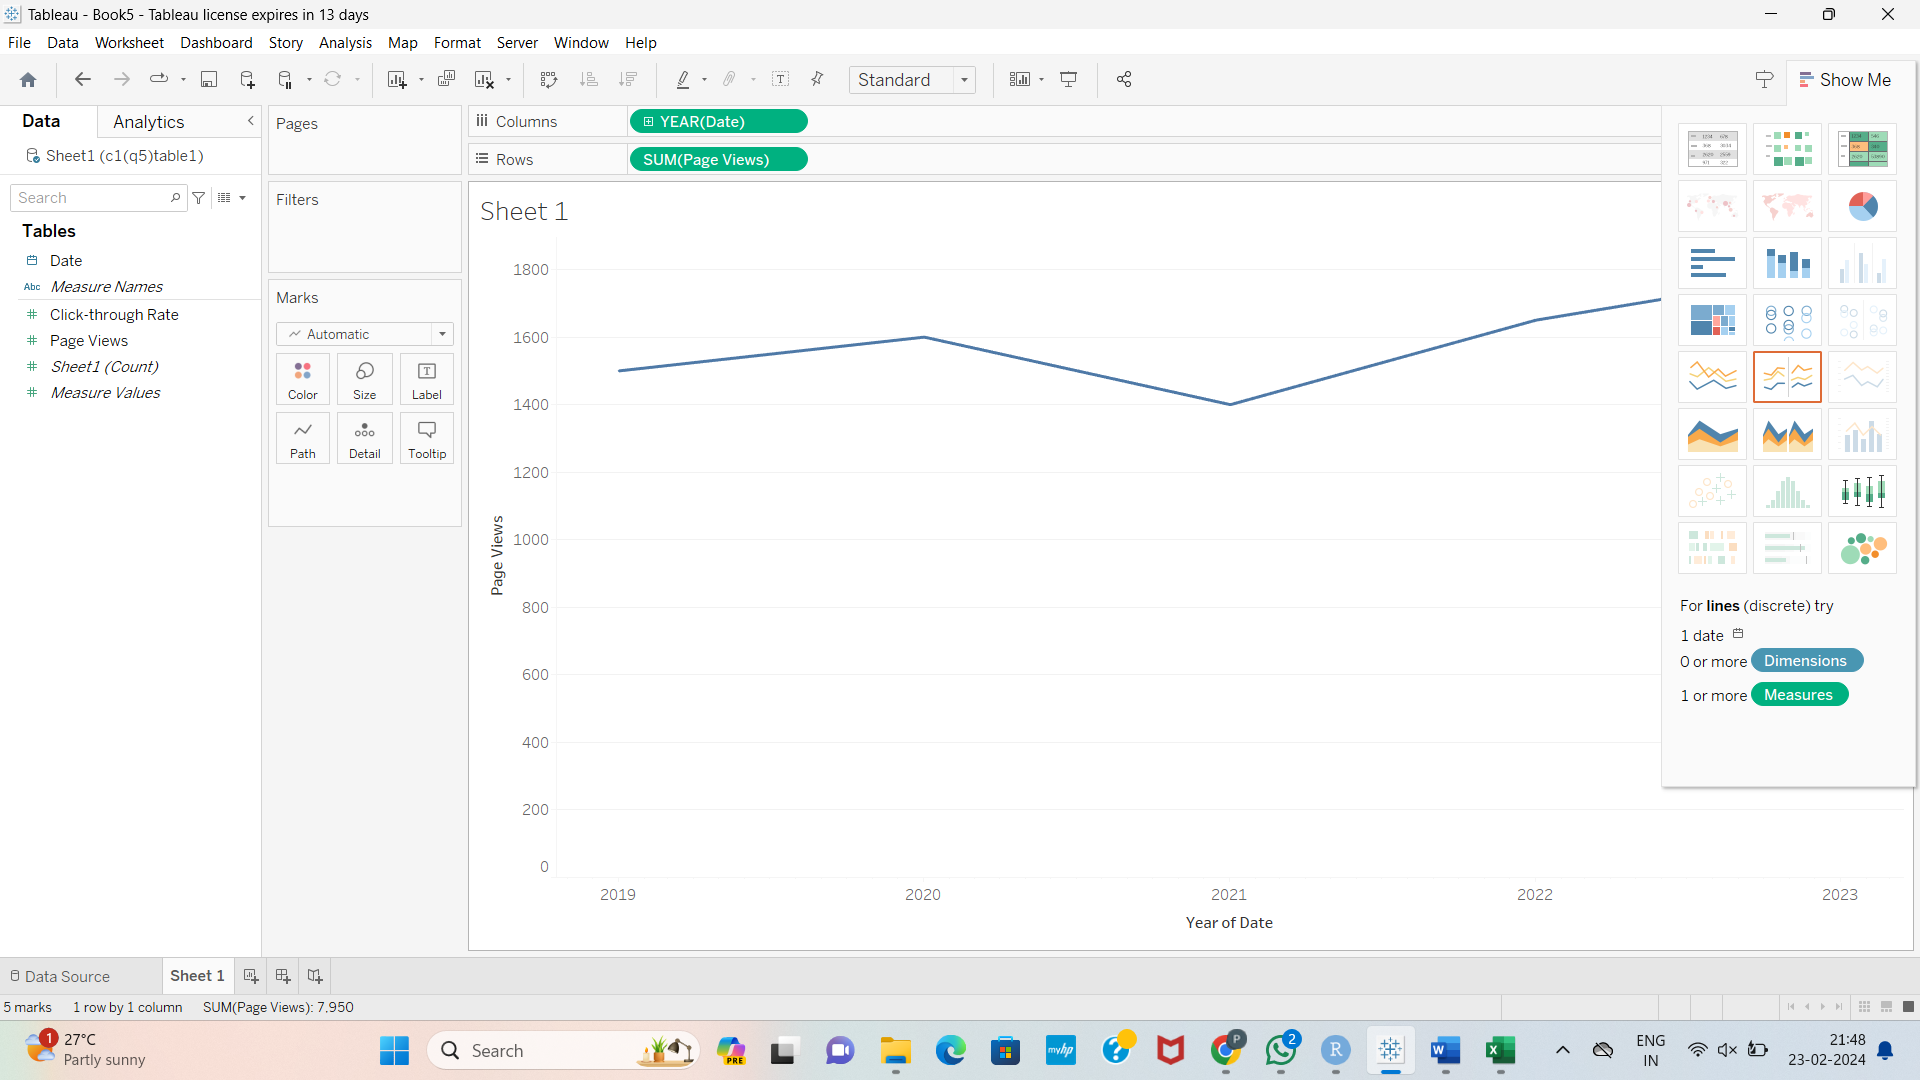 Tableau - Book5 - Tableau license expires in 13 days
File Data Worksheet Dashboard Story Analysis Map Format Server Window Help
Standard
Show Me
Data
Analytics
Sheet1 (c1(q5)table1)
Search
Tables
Date
Abc Measure Names
Click-through Rate
Page Views
Sheet1 (Count)
Measure Values
Pages
Filters
Marks
Automatic
Color Size Label
Path Detail Tooltip
Columns YEAR(Date)
Rows SUM(Page Views)
Sheet 1
1800
1600
1400
1200
1000
800
600
400
200
0
Page Views
2019 2020 2021 2022 2023
Year of Date
For lines (discrete) try
1 date
0 or more Dimensions
1 or more Measures
Data Source Sheet 1
5 marks 1 row by 1 column SUM(Page Views): 7,950
1
27°C
Partly sunny
Search
PRE
myhp
P
2
R
W
X
ENG
IN
21:48
23-02-2024